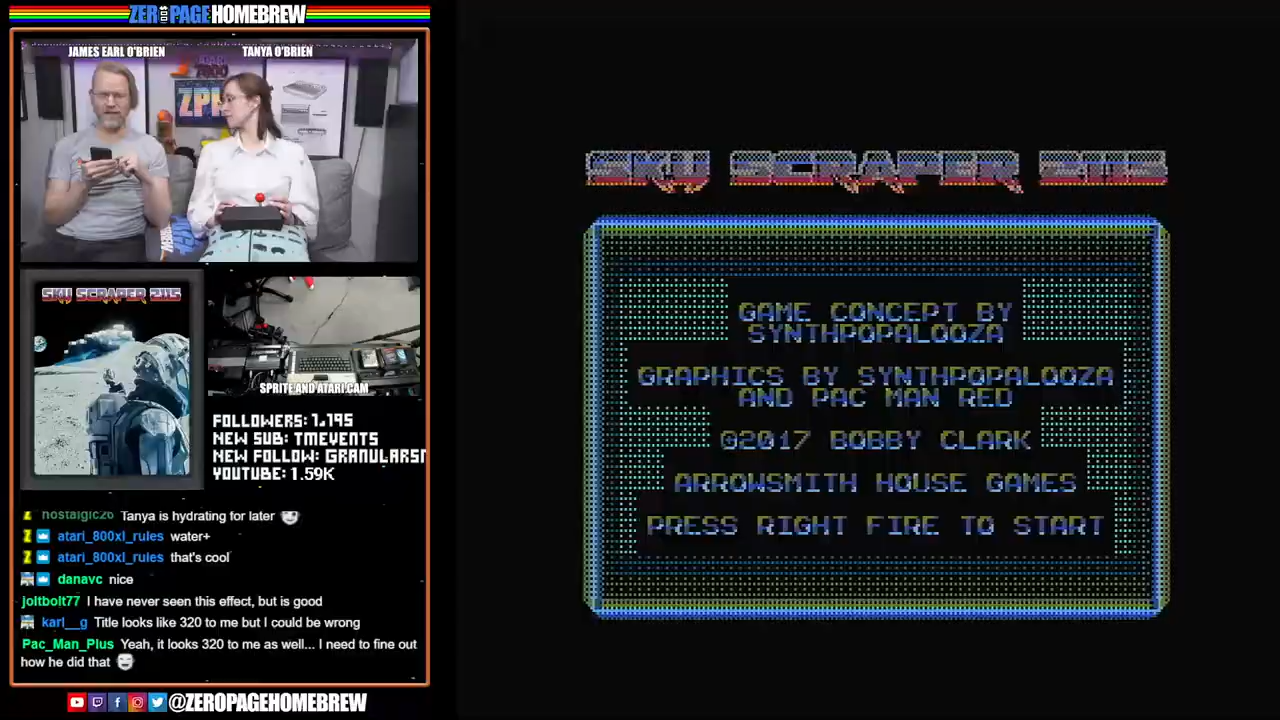 ZEROPAGEHOMEBREW
JAMES EARL O'BRIEN
TANYA O'BRIEN
ZPH
SKY SCRAPER 2115
SPRITE AND ATARI CAM
FOLLOWERS: 1,195
NEW SUB: TMEVENTS
NEW FOLLOW: GRANULARSM
YOUTUBE: 1.59K
nostalgic26 Tanya is hydrating for later
atari_800xl_rules water+
atari_800xl_rules that's cool
danavc nice
joltbolt77 I have never seen this effect, but is good
karl__g Title looks like 320 to me but I could be wrong
Pac_Man_Plus Yeah, it looks 320 to me as well... I need to fine out
how he did that
@ZEROPAGEHOMEBREW
SKY SCRAPER 2115
GAME CONCEPT BY
SYNTHPOPALOOZA
GRAPHICS BY SYNTHPOPALOOZA
AND PAC MAN RED
©2017 BOBBY CLARK
ARROWSMITH HOUSE GAMES
PRESS RIGHT FIRE TO START